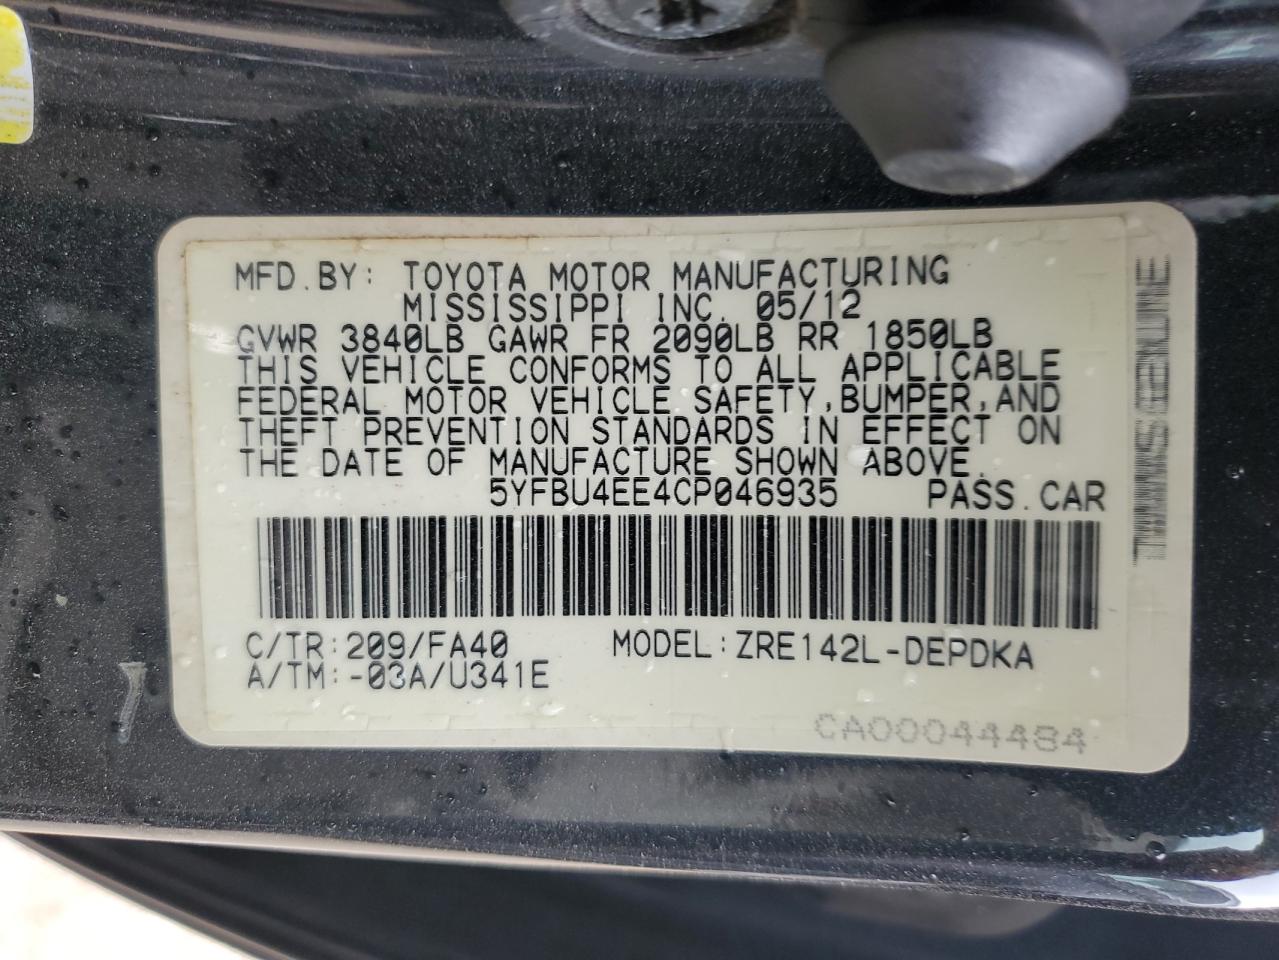 MFD.BY: TOYOTA MOTOR MANUFACTURING
MISSISSIPPI INC. 05/12
GVWR 3840LB GAWR FR 2090LB RR 1850LB
THIS VEHICLE CONFORMS TO ALL APPLICABLE
FEDERAL MOTOR VEHICLE SAFETY,BUMPER,AND
THEFT PREVENTION STANDARDS IN EFFECT ON
THE DATE OF MANUFACTURE SHOWN ABOVE.
5YFBU4EE4CP046935 PASS.CAR
C/TR:209/FA40 MODEL:ZRE142L-DEPDKA
A/TM:-03A/U341E
CA00044484